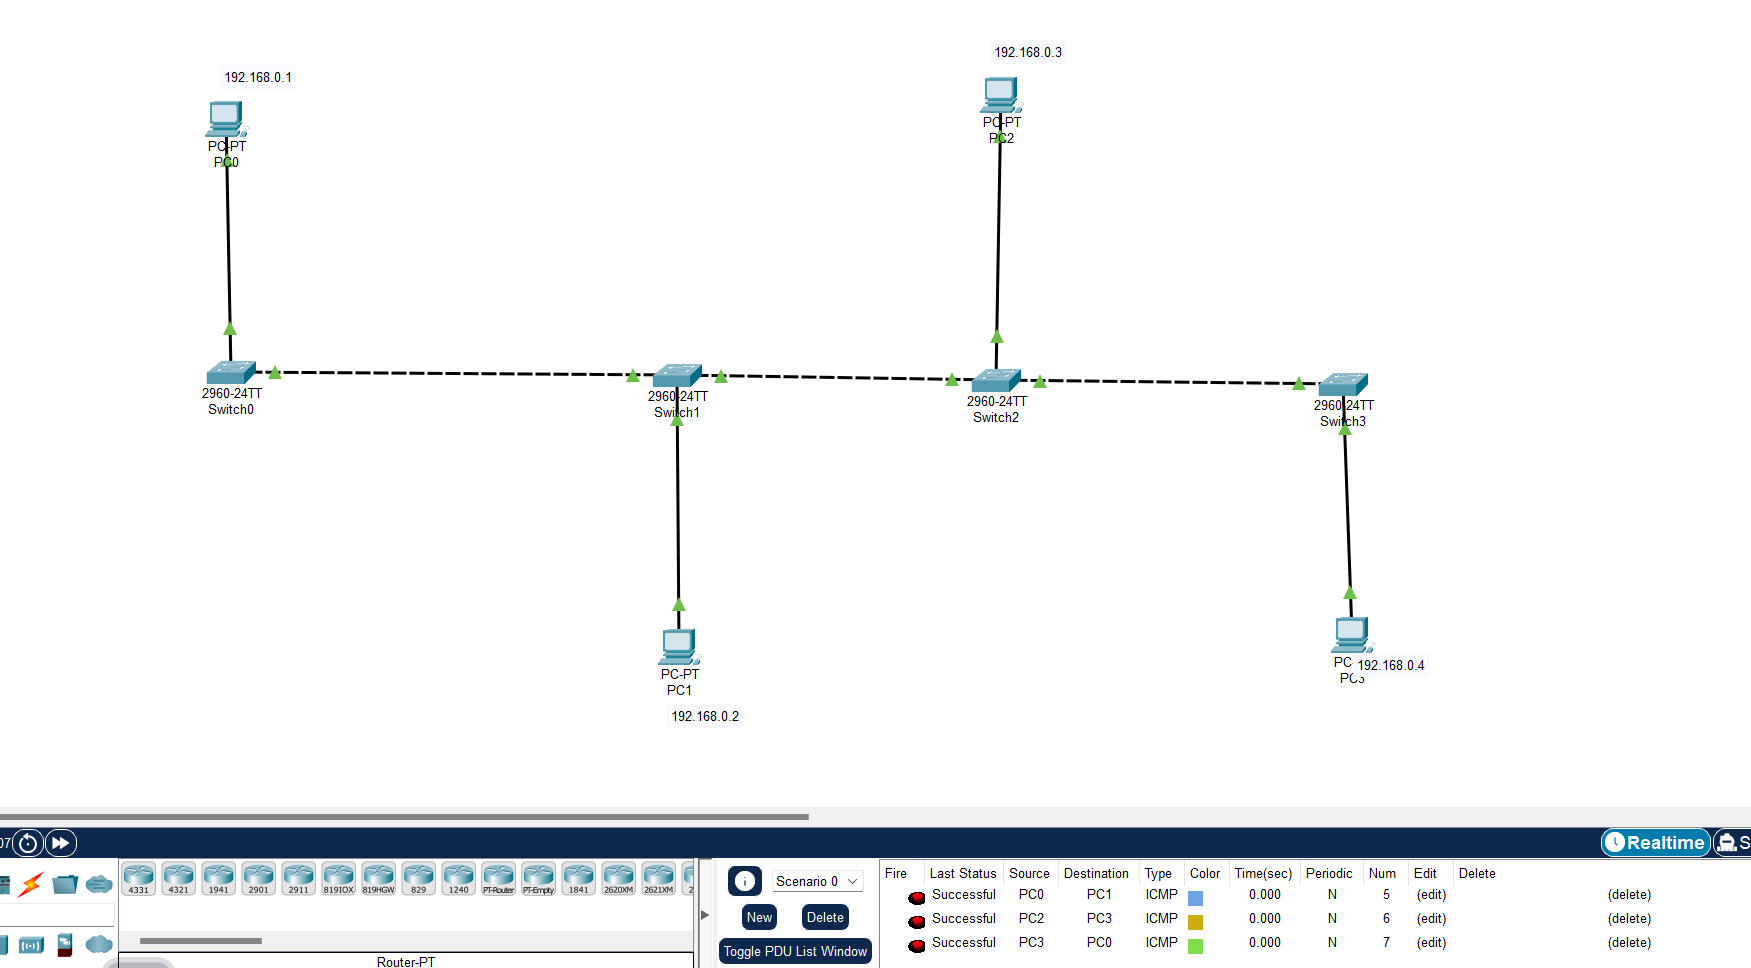 192.168.0.3
192.168.0.1
PC-PT
PC2
PC-PT
PC0
2960-24TT
Switch0
2960-24TT
Switch1
2960-24TT
Switch2
2960-24TT
Switch3
PC-PT
PC1
192.168.0.2
PC
192.168.0.4
PC3
07
Realtime
S
4331
4321
1941
2901
2911
819IOX
819HGW
829
1240
PT-Router
PT-Empty
1841
2620XM
2621XM
2
Router-PT
Scenario 0
New
Delete
Toggle PDU List Window
Fire Last Status Source Destination Type Color Time(sec) Periodic Num Edit Delete
Successful PC0 PC1 ICMP 0.000 N 5 (edit) (delete)
Successful PC2 PC3 ICMP 0.000 N 6 (edit) (delete)
Successful PC3 PC0 ICMP 0.000 N 7 (edit) (delete)